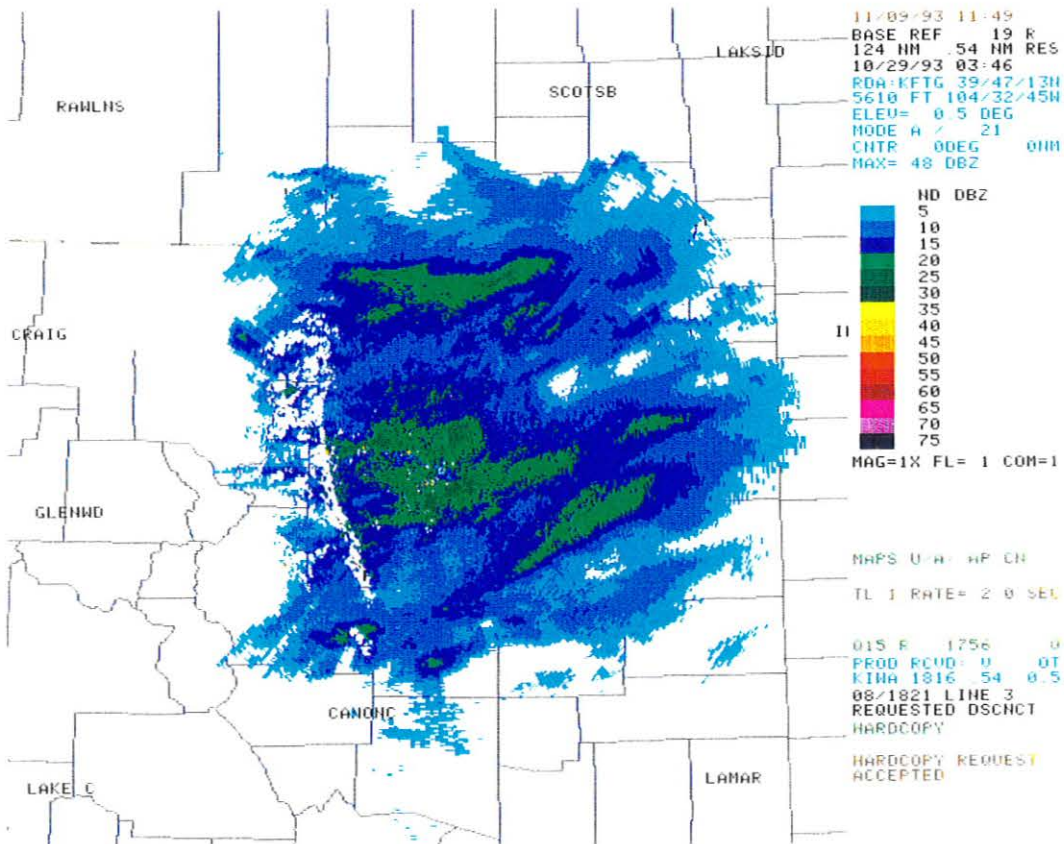 11/09/93 11:49
BASE REF 19 R
124 NM .54 NM RES
10/29/93 03:46
RDA:KFTG 39/47/13N
5610 FT 104/32/45W
ELEV= 0.5 DEG
MODE A / 21
CNTR 0DEG 0NM
MAX= 48 DBZ
ND DBZ
5
10
15
20
25
30
35
40
45
50
55
60
65
70
75
MAG=1X FL= 1 COM=1
MAPS U/A/ AP CN
TL 1 RATE= 2 0 SEC
015 R 1756 0
PROD RCVD: V OT
KIWA 1816 .54 0.5
08/1821 LINE 3
REQUESTED DSCNCT
HARDCOPY
HARDCOPY REQUEST
ACCEPTED
LAKSID
SCOTSB
RAWLNS
CRAIG
GLENWD
CANONC
LAKE C
LAMAR